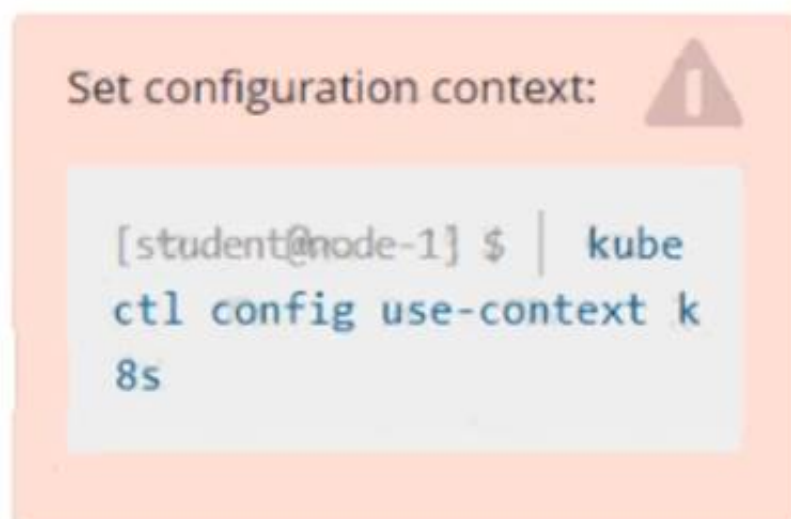 Set configuration context:
[student@node-1] $ | kube
ctl config use-context k
8s